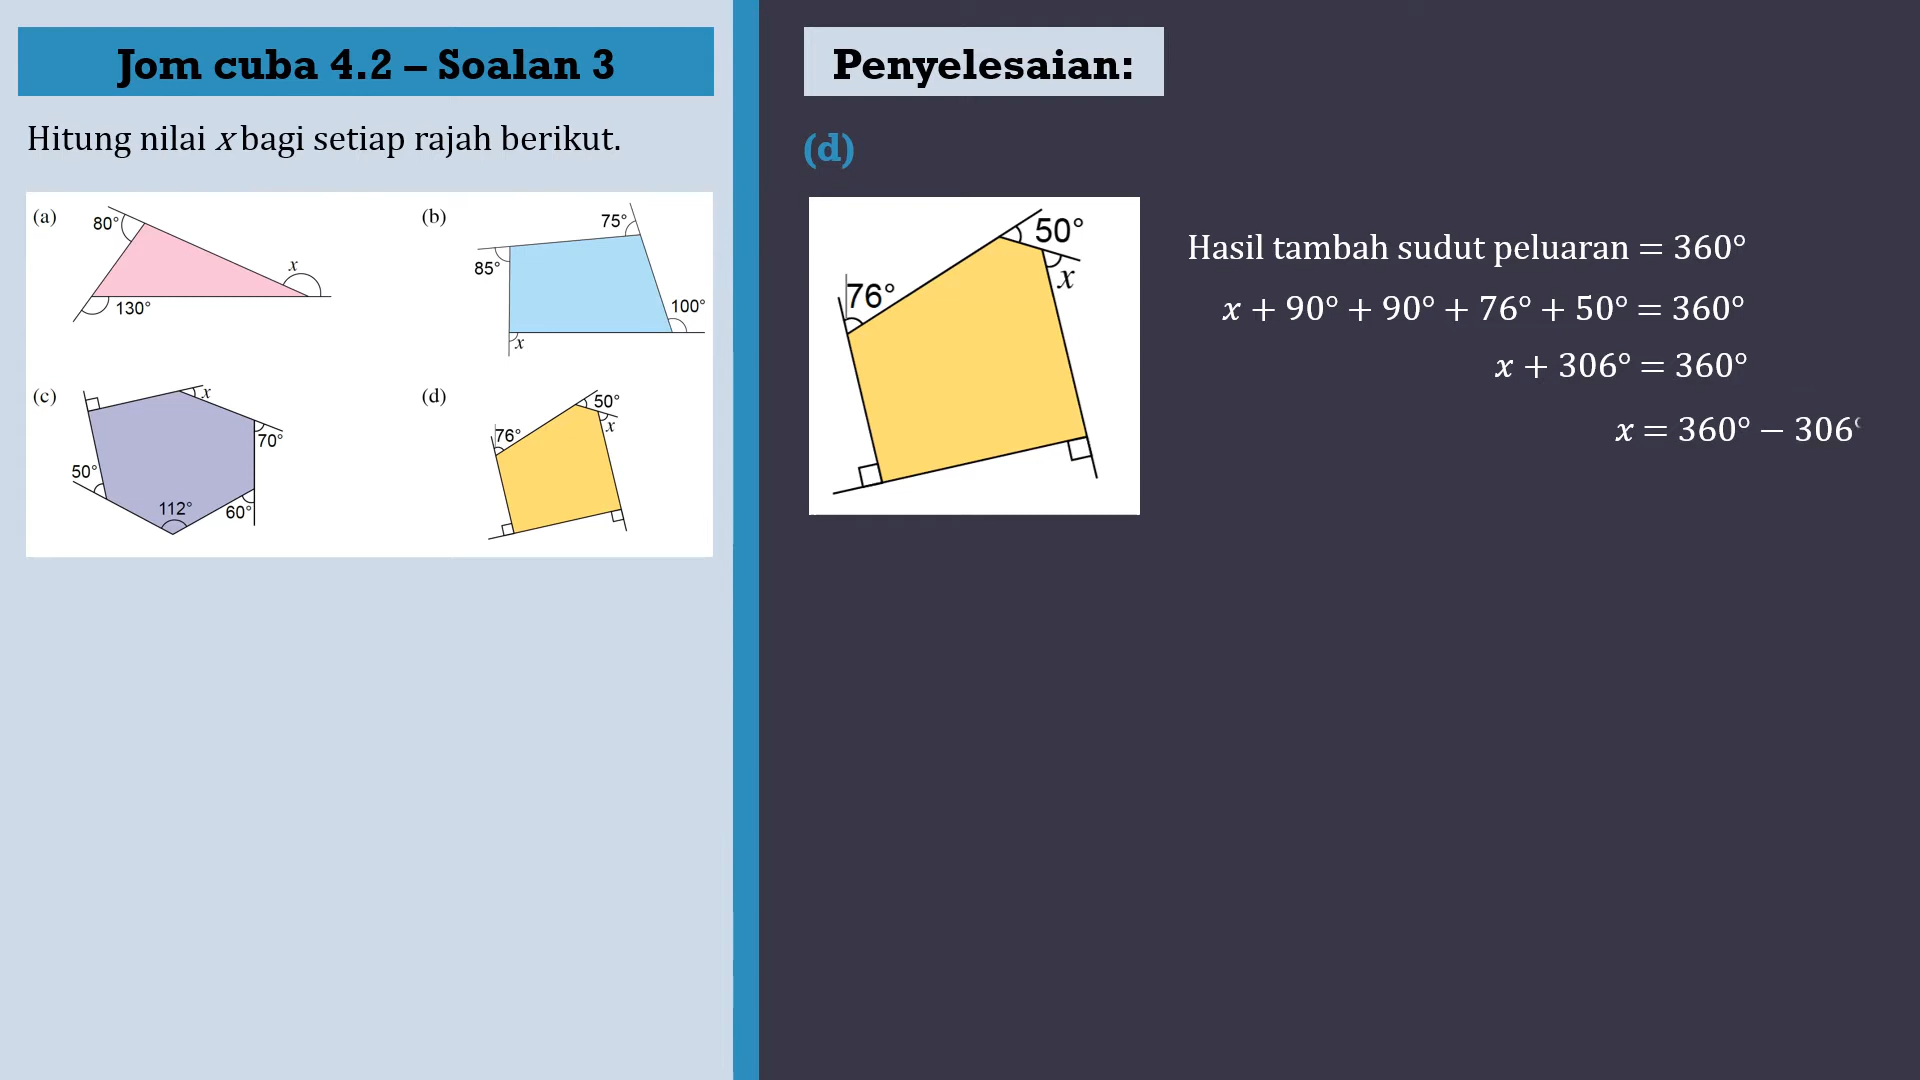 Jom cuba 4.2 – Soalan 3
Hitung nilai x bagi setiap rajah berikut.
(a)
80°
x
130°
(b)
75°
85°
100°
x
(c)
x
70°
50°
112°
60°
(d)
50°
x
76°
Penyelesaian:
(d)
50°
x
76°
Hasil tambah sudut peluaran = 360°
x + 90° + 90° + 76° + 50° = 360°
x + 306° = 360°
x = 360° − 306°